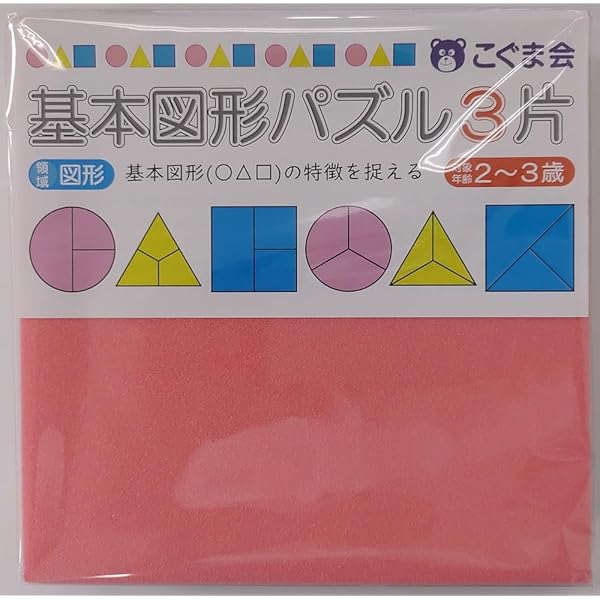 こぐま会
基本図形パズル3片
領域 図形 基本図形(○△□)の特徴を捉える 対象年齢 2～3歳